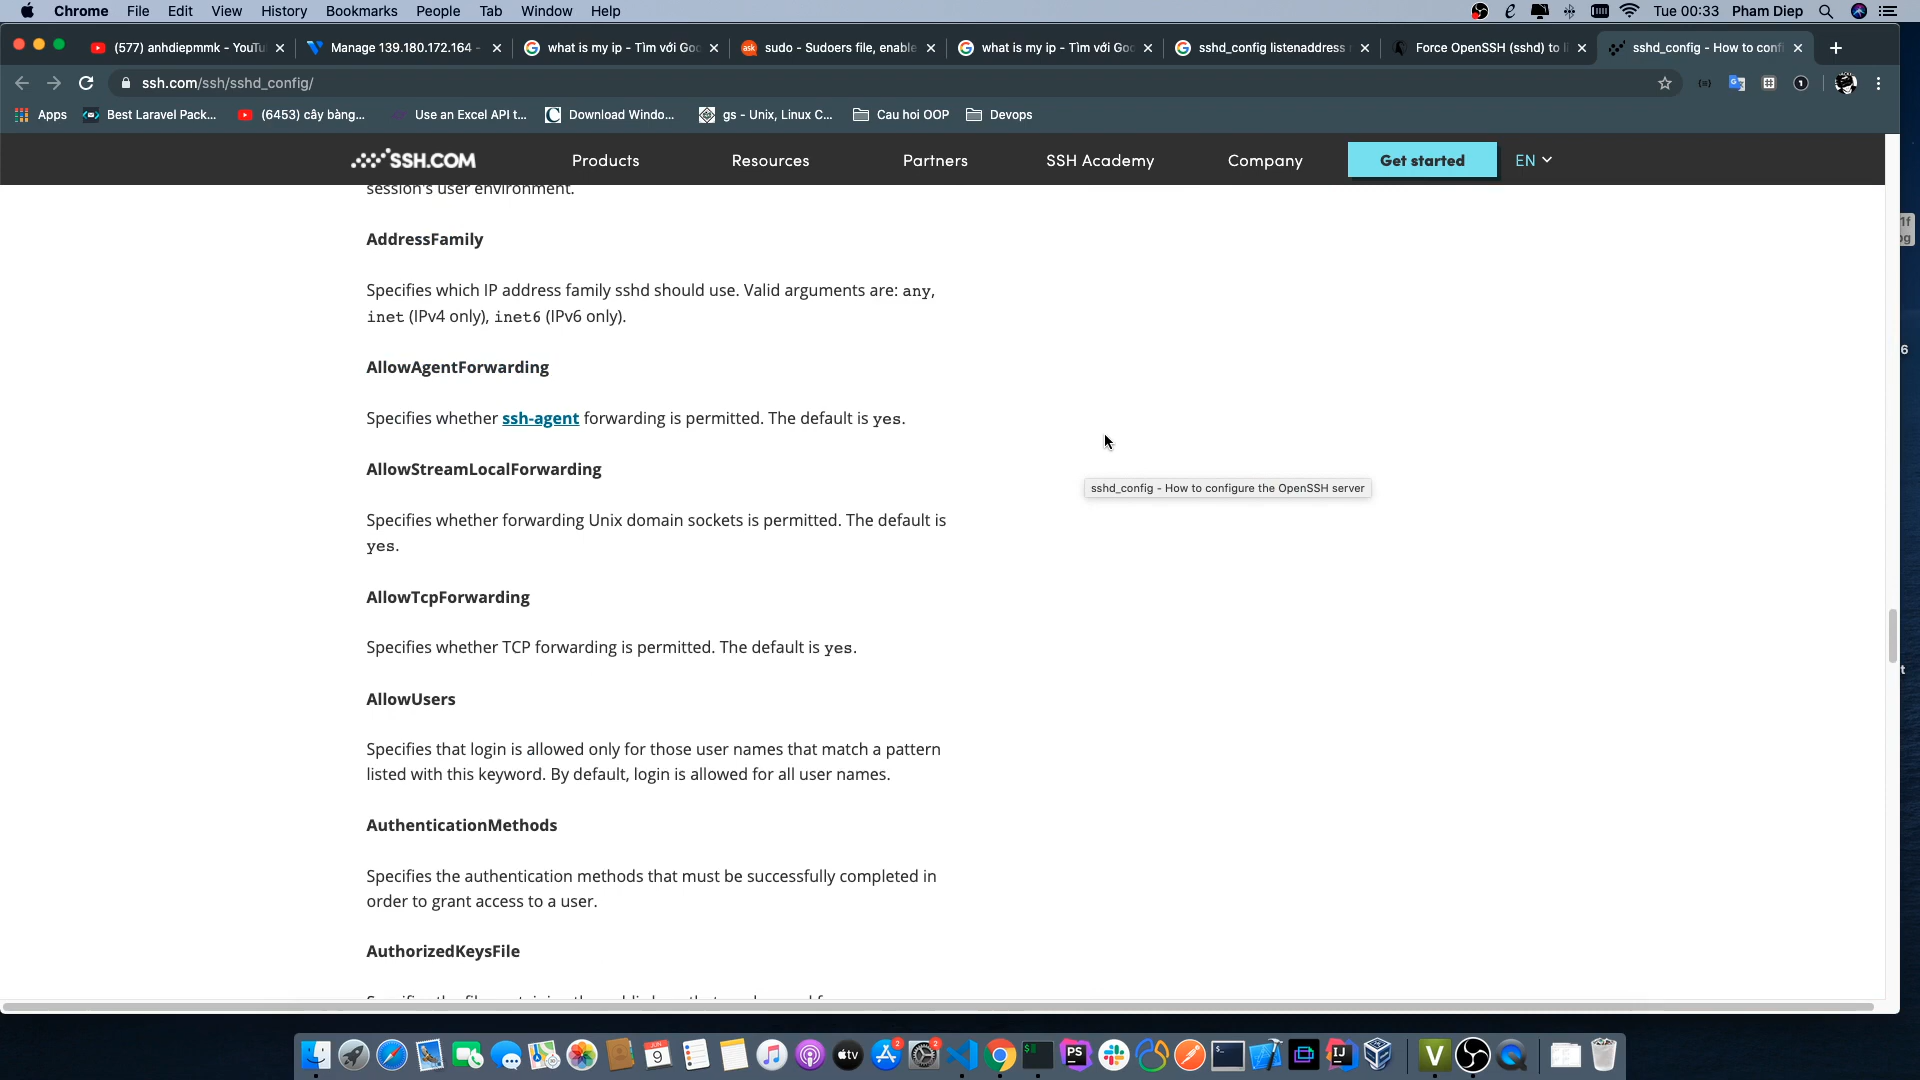 Chrome File Edit View History Bookmarks People Tab Window Help
Tue 00:33 Pham Diep
(577) anhdiepmmk - YouTu
Manage 139.180.172.164 -
what is my ip - Tìm với Goo
sudo - Sudoers file, enable
what is my ip - Tìm với Goo
sshd_config listenaddress
Force OpenSSH (sshd) to li
sshd_config - How to confi
ssh.com/ssh/sshd_config/
Apps
Best Laravel Pack...
(6453) cây bàng...
Use an Excel API t...
Download Windo...
gs - Unix, Linux C...
Cau hoi OOP
Devops
SSH.COM
Products
Resources
Partners
SSH Academy
Company
Get started
EN
session's user environment.
AddressFamily
Specifies which IP address family sshd should use. Valid arguments are: any,
inet (IPv4 only), inet6 (IPv6 only).
AllowAgentForwarding
Specifies whether ssh-agent forwarding is permitted. The default is yes.
AllowStreamLocalForwarding
sshd_config - How to configure the OpenSSH server
Specifies whether forwarding Unix domain sockets is permitted. The default is
yes.
AllowTcpForwarding
Specifies whether TCP forwarding is permitted. The default is yes.
AllowUsers
Specifies that login is allowed only for those user names that match a pattern
listed with this keyword. By default, login is allowed for all user names.
AuthenticationMethods
Specifies the authentication methods that must be successfully completed in
order to grant access to a user.
AuthorizedKeysFile